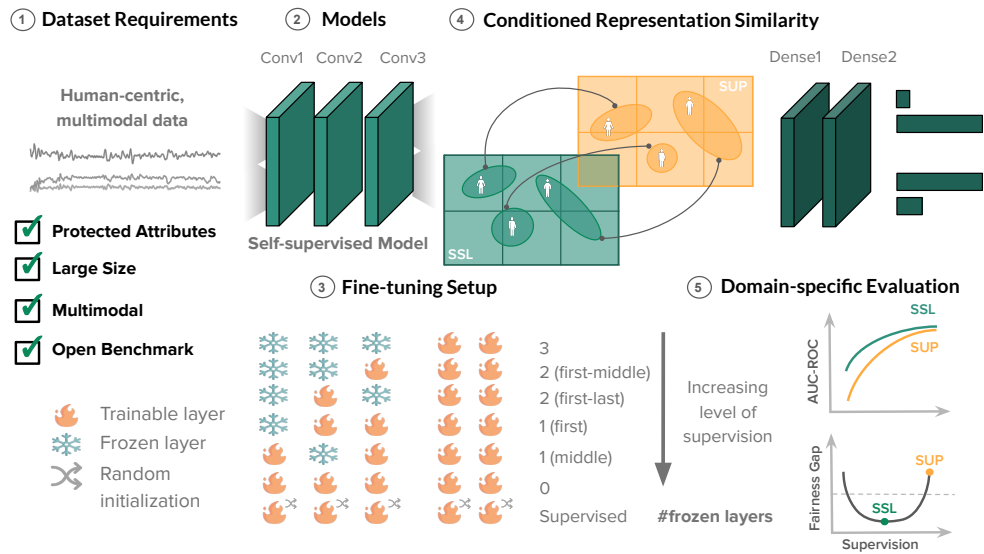 1 Dataset Requirements
Human-centric,
multimodal data
Protected Attributes
Large Size
Multimodal
Open Benchmark
Trainable layer
Frozen layer
Random
initialization
2 Models
Conv1 Conv2 Conv3
Self-supervised Model
4 Conditioned Representation Similarity
SUP
SSL
Dense1 Dense2
3 Fine-tuning Setup
3
2 (first-middle)
2 (first-last)
1 (first)
1 (middle)
0
Supervised
Increasing
level of
supervision
#frozen layers
5 Domain-specific Evaluation
AUC-ROC
SSL
SUP
Fairness Gap
SUP
SSL
Supervision